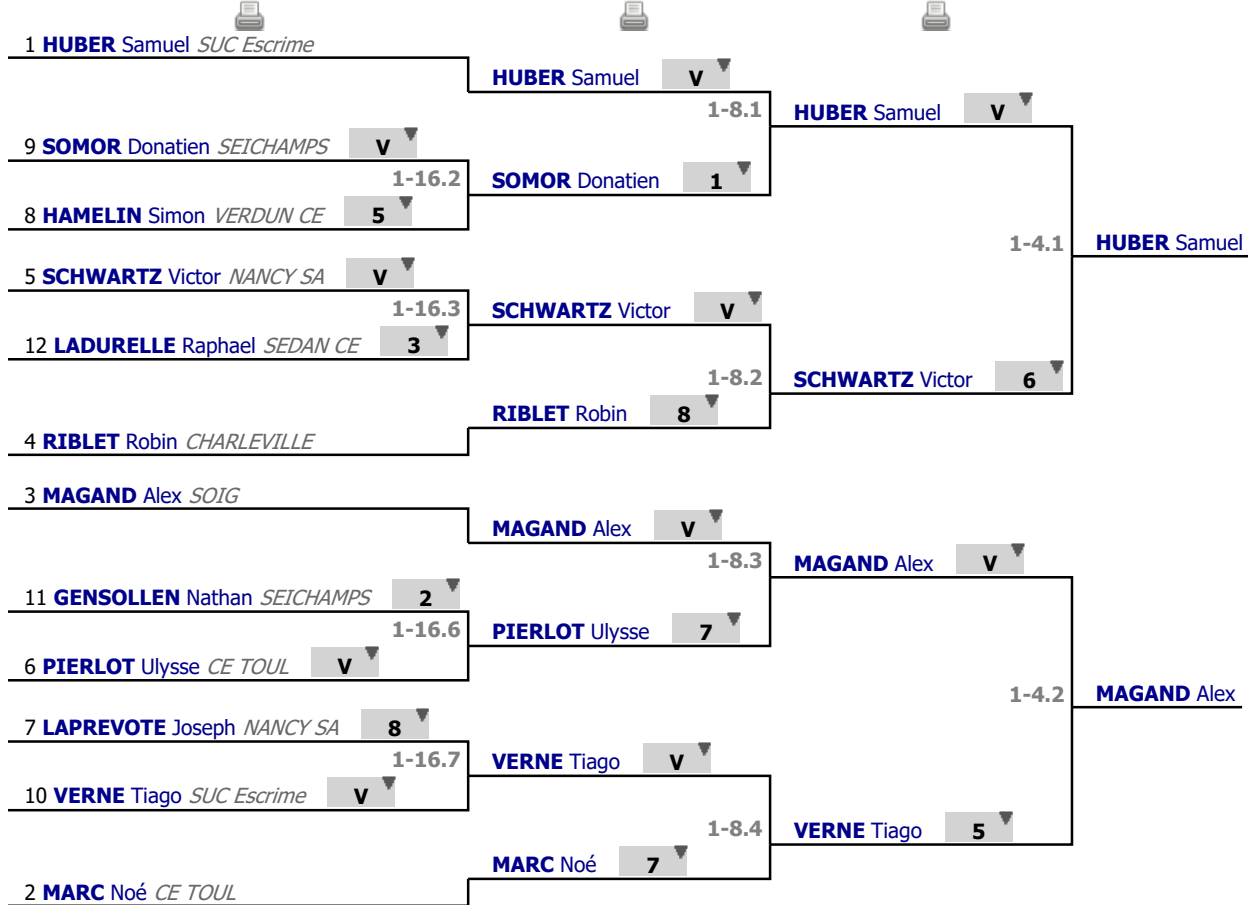 1 HUBER Samuel SUC Escrime
HUBER Samuel V
1-8.1
HUBER Samuel V
9 SOMOR Donatien SEICHAMPS V
1-16.2
SOMOR Donatien 1
8 HAMELIN Simon VERDUN CE 5
1-4.1
HUBER Samuel
5 SCHWARTZ Victor NANCY SA V
1-16.3
SCHWARTZ Victor V
12 LADURELLE Raphael SEDAN CE 3
1-8.2
SCHWARTZ Victor 6
RIBLET Robin 8
4 RIBLET Robin CHARLEVILLE
3 MAGAND Alex SOIG
MAGAND Alex V
1-8.3
MAGAND Alex V
11 GENSOLLEN Nathan SEICHAMPS 2
1-16.6
PIERLOT Ulysse 7
6 PIERLOT Ulysse CE TOUL V
1-4.2
MAGAND Alex
7 LAPREVOTE Joseph NANCY SA 8
1-16.7
VERNE Tiago V
10 VERNE Tiago SUC Escrime V
1-8.4
VERNE Tiago 5
MARC Noé 7
2 MARC Noé CE TOUL